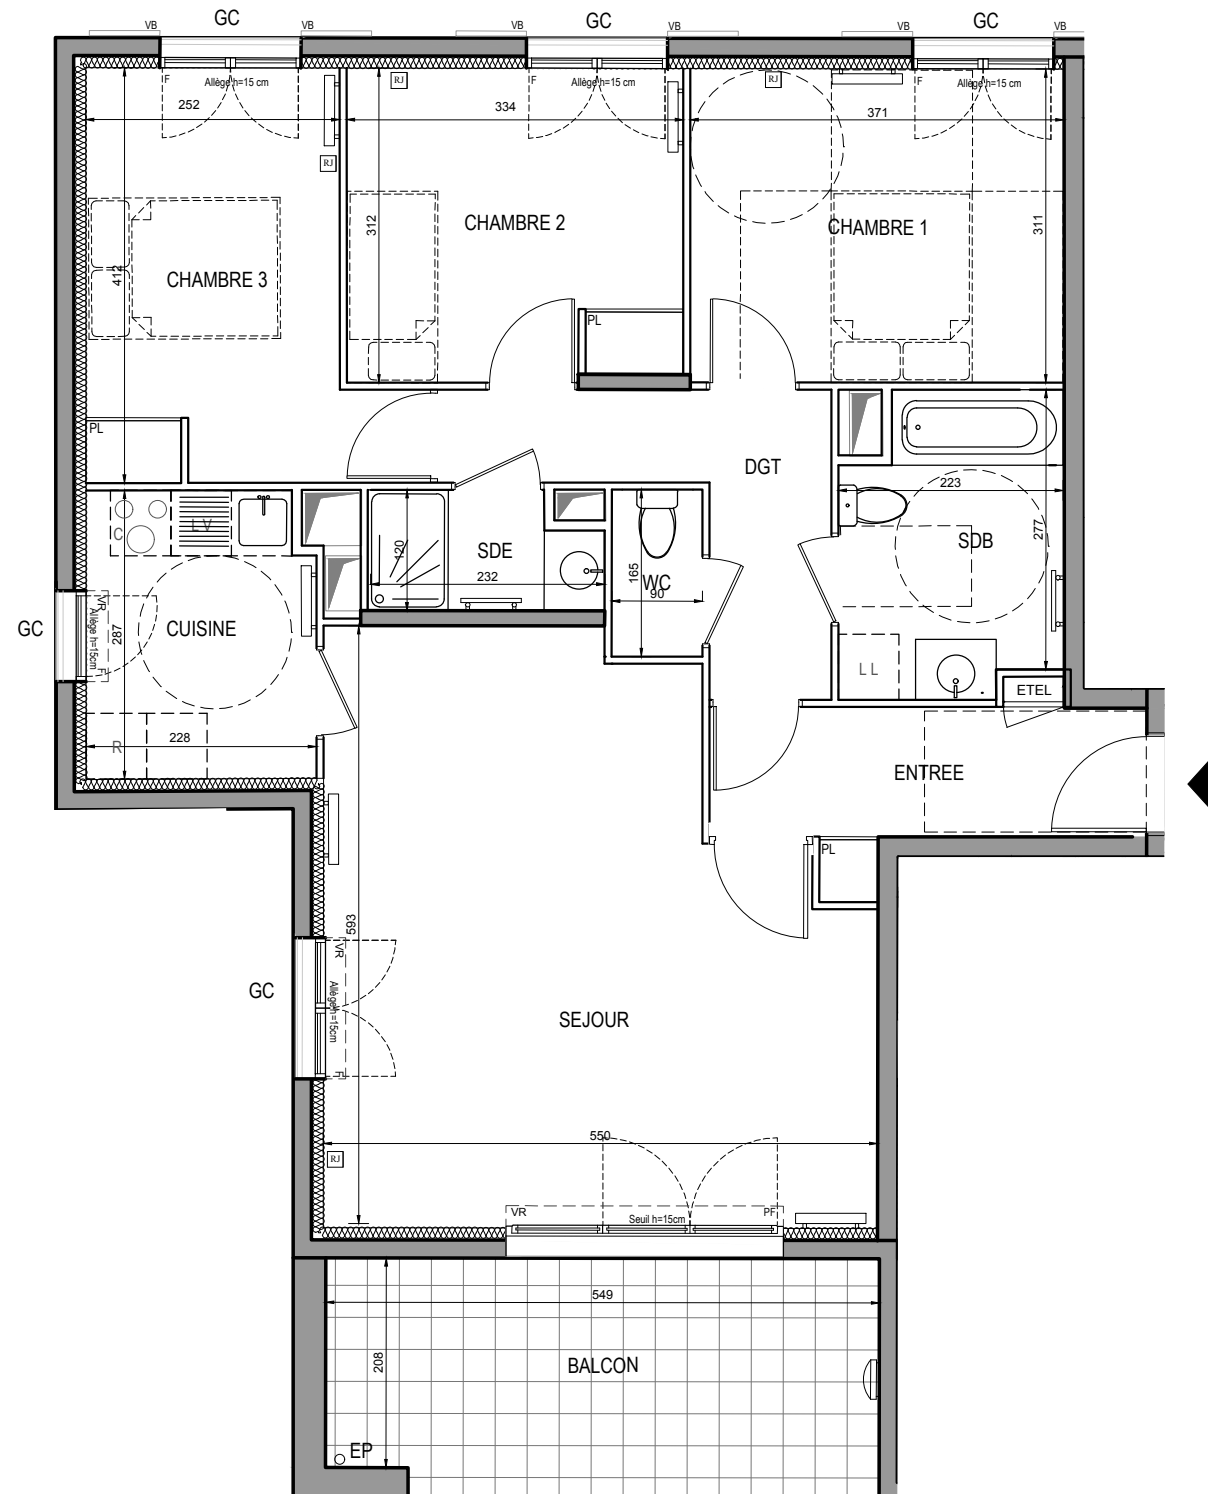 GC
GC
GC
VB
VB
VB
VB
VB
VB
F
Allège h=15 cm
RJ
F
Allège h=15 cm
RJ
F
Allège h=15 cm
252
334
371
RJ
312
311
412
CHAMBRE 3
CHAMBRE 2
CHAMBRE 1
PL
PL
DGT
223
277
SDB
C
LV
120
SDE
232
165
WC
90
GC
VR
Allège h=15cm
F
287
CUISINE
LL
ETEL
R
228
ENTREE
PL
593
GC
VR
Allège h=15cm
F
SEJOUR
550
RJ
VR
Seuil h=15cm
PF
549
208
BALCON
EP